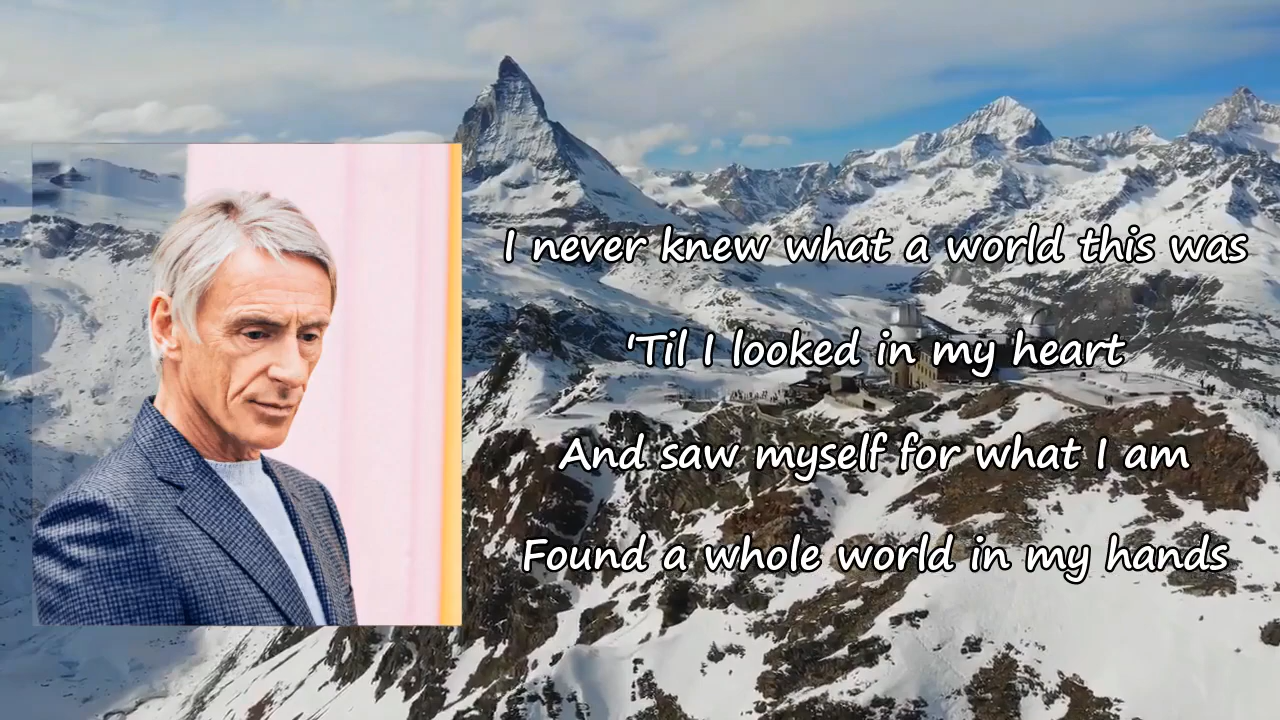 I never knew what a world this was
'Til I looked in my heart
And saw myself for what I am
Found a whole world in my hands